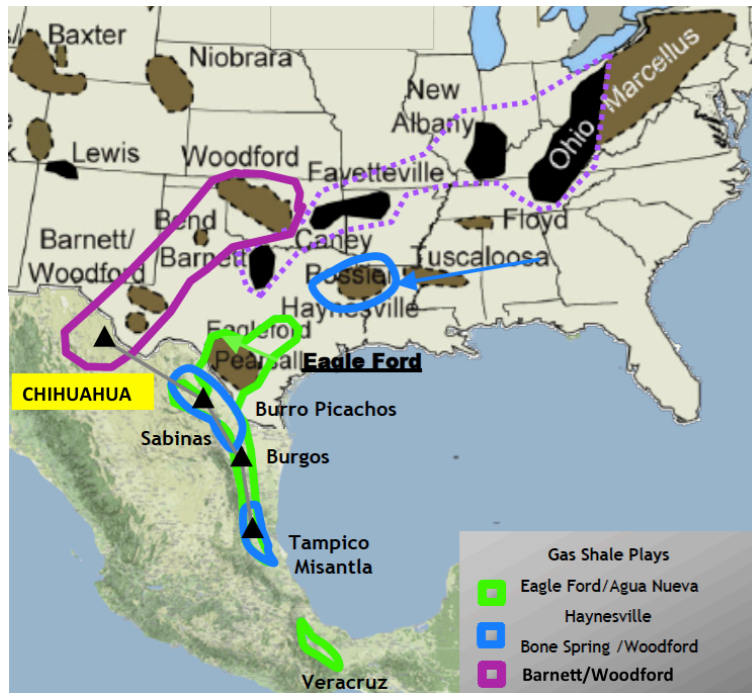 Baxter
Niobrara
Lewis
Woodford
New
Albany
Ohio
Marcellus
Fayetteville
Bend
Barnett/
Woodford
Barnett
Caney
Floyd
Tuscaloosa
Bossier
Haynesville
Eagleford
Pearsall
Eagle Ford
CHIHUAHUA
Burro Picachos
Sabinas
Burgos
Tampico
Misantla
Veracruz
Gas Shale Plays
Eagle Ford/Agua Nueva
Haynesville
Bone Spring /Woodford
Barnett/Woodford